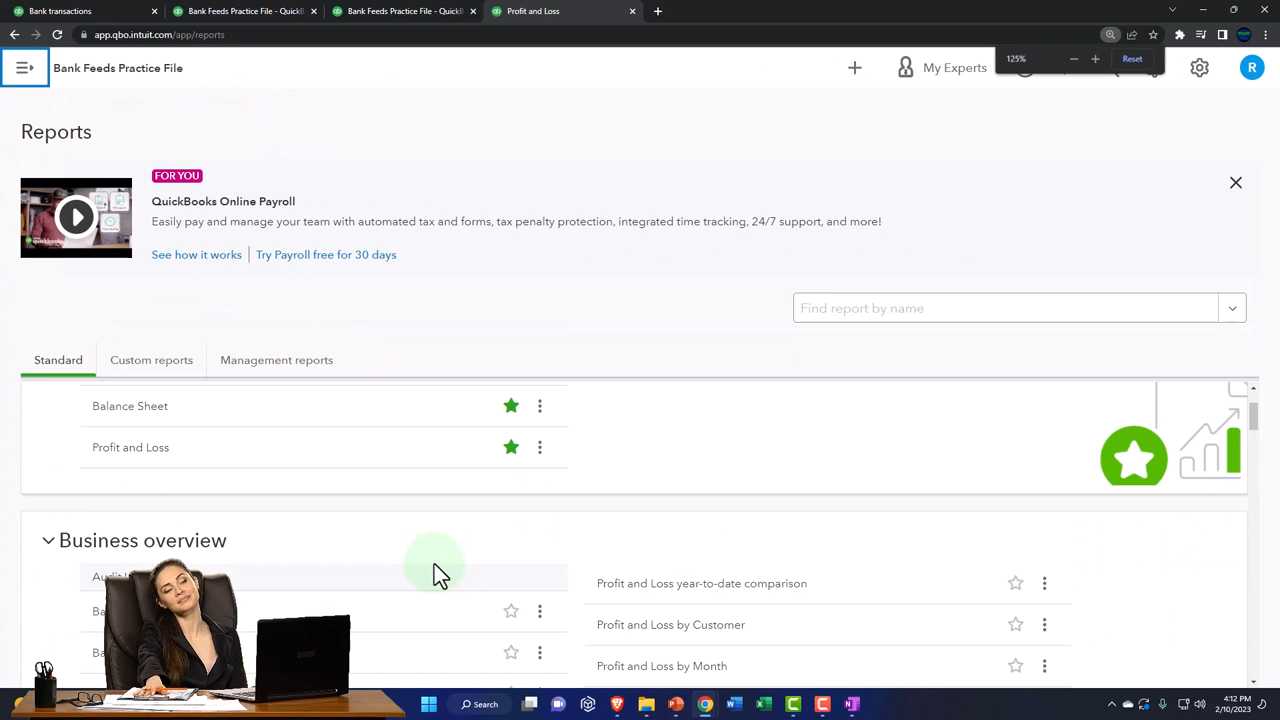 Bank transactions
Bank Feeds Practice File - QuickB
Bank Feeds Practice File - QuickB
Profit and Loss
app.qbo.intuit.com/app/reports
125%
Reset
Bank Feeds Practice File
My Experts
R
Reports
FOR YOU
QuickBooks Online Payroll
Easily pay and manage your team with automated tax and forms, tax penalty protection, integrated time tracking, 24/7 support, and more!
See how it works
Try Payroll free for 30 days
Find report by name
Standard
Custom reports
Management reports
Balance Sheet
Profit and Loss
Business overview
Profit and Loss year-to-date comparison
Profit and Loss by Customer
Profit and Loss by Month
Search
4:12 PM
2/10/2023